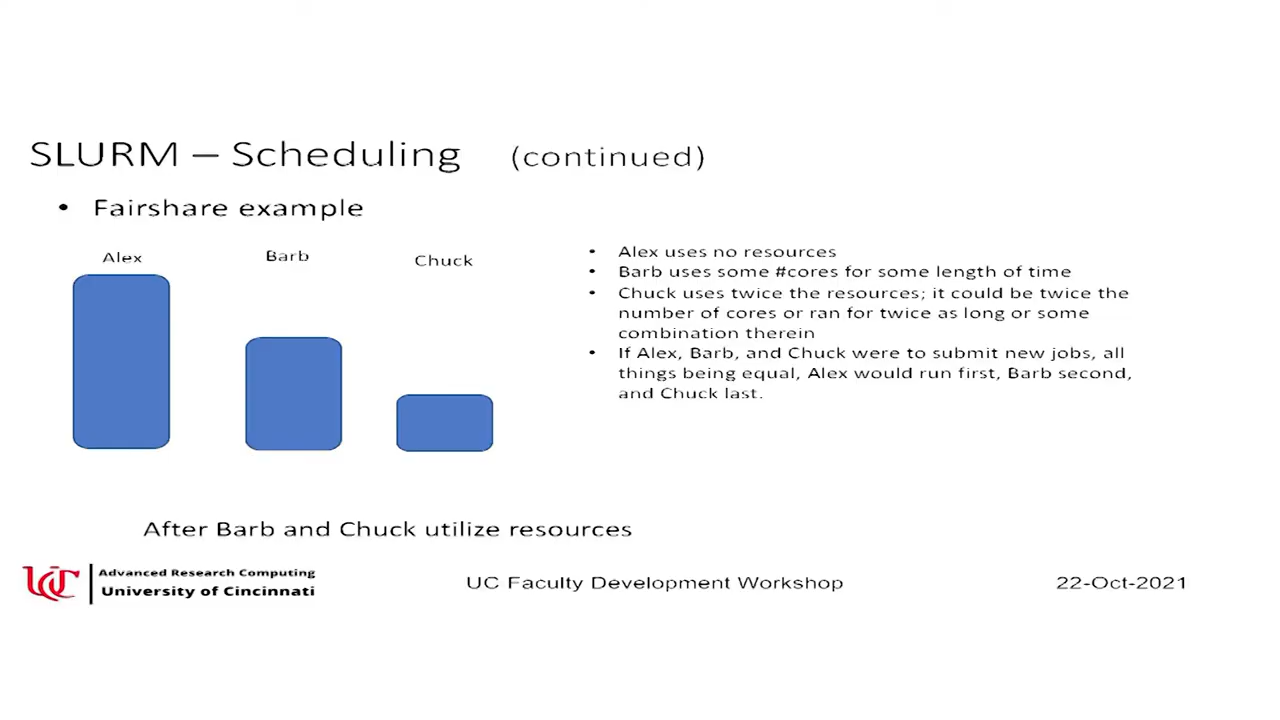 SLURM – Scheduling (continued)
• Fairshare example
Alex
Barb
Chuck
• Alex uses no resources
• Barb uses some #cores for some length of time
• Chuck uses twice the resources; it could be twice the
number of cores or ran for twice as long or some
combination therein
• If Alex, Barb, and Chuck were to submit new jobs, all
things being equal, Alex would run first, Barb second,
and Chuck last.
After Barb and Chuck utilize resources
UC
Advanced Research Computing
University of Cincinnati
UC Faculty Development Workshop
22-Oct-2021